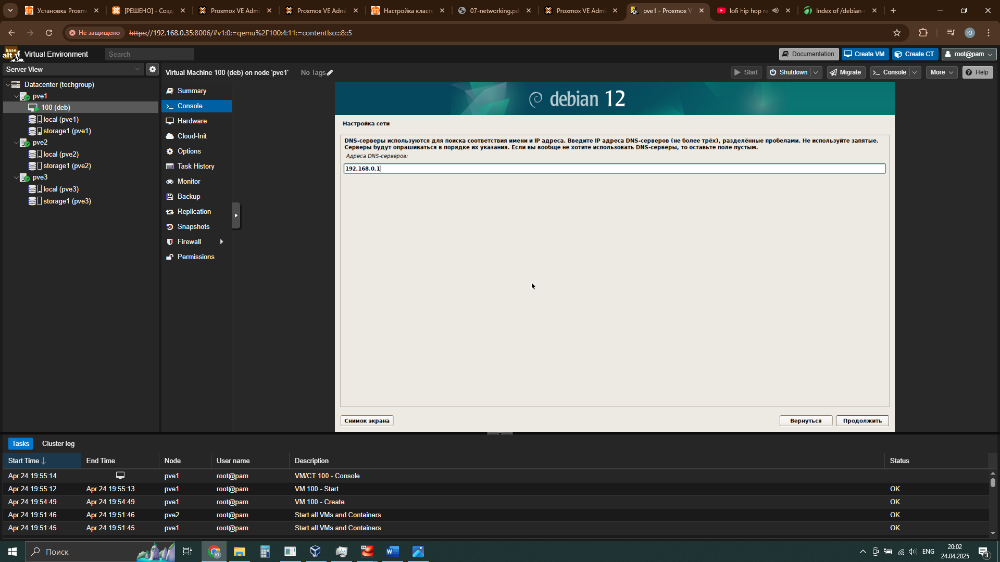 Установка Proxm
[РЕШЕНО] - Созд
Proxmox VE Admi
Proxmox VE Admi
Настройка класте
07-networking.pd
Proxmox VE Admi
pve1 - Proxmox V
lofi hip hop ra
Index of /debian-c
Не защищено
https://192.168.0.35:8006/#v1:0:=qemu%2F100:4:11:=contentIso:::8::5
Ю
base alt
Virtual Environment
Search
Documentation
Create VM
Create CT
root@pam
Server View
Virtual Machine 100 (deb) on node 'pve1'
No Tags
Start
Shutdown
Migrate
Console
More
Help
Datacenter (techgroup)
pve1
100 (deb)
local (pve1)
storage1 (pve1)
pve2
local (pve2)
storage1 (pve2)
pve3
local (pve3)
storage1 (pve3)
Summary
Console
Hardware
Cloud-Init
Options
Task History
Monitor
Backup
Replication
Snapshots
Firewall
Permissions
debian 12
Настройка сети
DNS-серверы используются для поиска соответствия имени и IP адреса. Введите IP адреса DNS-серверов (не более трёх), разделённые пробелами. Не используйте запятые.
Серверы будут опрашиваться в порядке их указания. Если вы вообще не хотите использовать DNS-серверы, то оставьте поле пустым.
Адреса DNS-серверов:
192.168.0.1
Снимок экрана
Вернуться
Продолжить
Tasks
Cluster log
Start Time
End Time
Node
User name
Description
Status
Apr 24 19:55:14 pve1 root@pam VM/CT 100 - Console
Apr 24 19:55:12 Apr 24 19:55:13 pve1 root@pam VM 100 - Start OK
Apr 24 19:54:49 Apr 24 19:54:49 pve1 root@pam VM 100 - Create OK
Apr 24 19:51:46 Apr 24 19:51:46 pve2 root@pam Start all VMs and Containers OK
Apr 24 19:51:45 Apr 24 19:51:45 pve1 root@pam Start all VMs and Containers OK
Поиск
ENG
20:02
24.04.2025
3